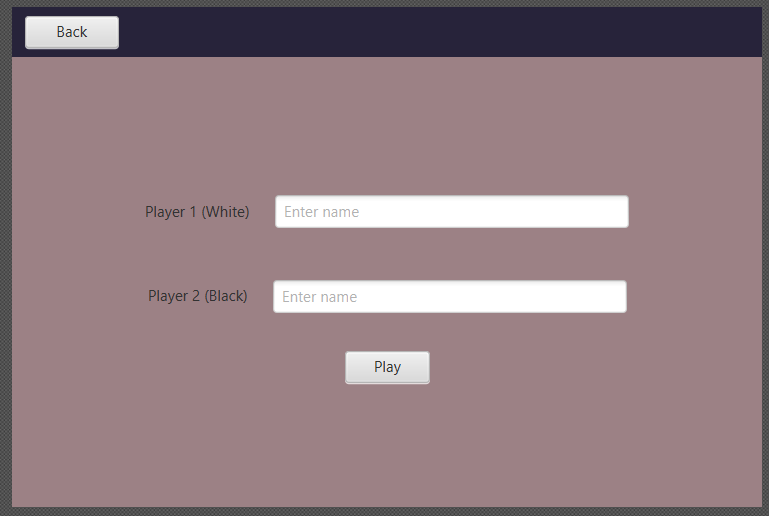 Back
Player 1 (White) Enter name
Player 2 (Black) Enter name
Play